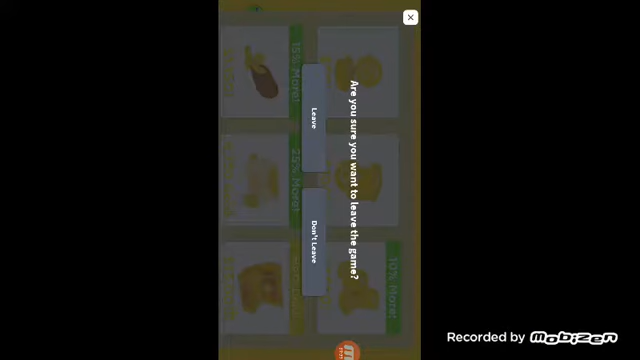 Are you sure you want to leave the game?
Leave
Don't Leave
15% More!
25% More!
10% More!
Recorded by Mobizen